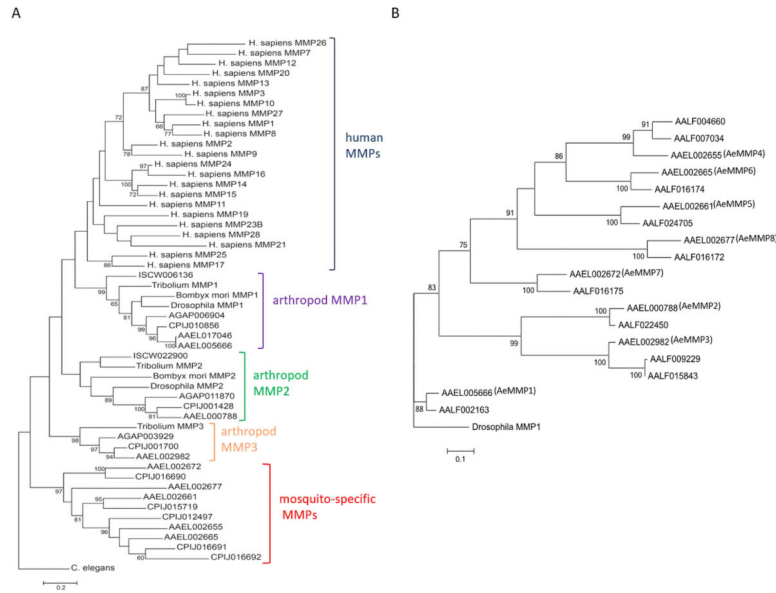 A
H. sapiens MMP26
H. sapiens MMP7
H. sapiens MMP12
H. sapiens MMP20
H. sapiens MMP13
87
H. sapiens MMP3
100
H. sapiens MMP10
H. sapiens MMP27
H. sapiens MMP1
66
H. sapiens MMP8
77
72
H. sapiens MMP2
H. sapiens MMP9
78
H. sapiens MMP24
97
H. sapiens MMP16
100
H. sapiens MMP14
H. sapiens MMP15
72
H. sapiens MMP11
H. sapiens MMP19
H. sapiens MMP23B
H. sapiens MMP28
H. sapiens MMP21
H. sapiens MMP25
86
H. sapiens MMP17
human
MMPs
ISCW006136
Tribolium MMP1
99
Bombyx mori MMP1
65
Drosophila MMP1
81
AGAP006904
99
CPIJ010856
96
AAEL017046
100
AAEL005666
arthropod MMP1
ISCW022900
Tribolium MMP2
Bombyx mori MMP2
Drosophila MMP2
89
AGAP011870
CPIJ001428
100
AAEL000788
81
arthropod
MMP2
Tribolium MMP3
98
AGAP003929
97
CPIJ001700
94
AAEL002982
arthropod
MMP3
AAEL002672
100
CPIJ016690
97
AAEL002677
AAEL002661
95
CPIJ015719
81
CPIJ012497
96
AAEL002655
AAEL002665
CPIJ016691
60
CPIJ016692
mosquito-specific
MMPs
C. elegans
0.2
B
AALF004660
91
AALF007034
99
AAEL002655 (AeMMP4)
86
AAEL002665 (AeMMP6)
100
AALF016174
AAEL002661 (AeMMP5)
91
100
AALF024705
AAEL002677 (AeMMP8)
75
100
AALF016172
AAEL002672 (AeMMP7)
83
100
AALF016175
AAEL000788 (AeMMP2)
100
AALF022450
99
AAEL002982 (AeMMP3)
100
AALF009229
100
AALF015843
AAEL005666 (AeMMP1)
88
AALF002163
Drosophila MMP1
0.1